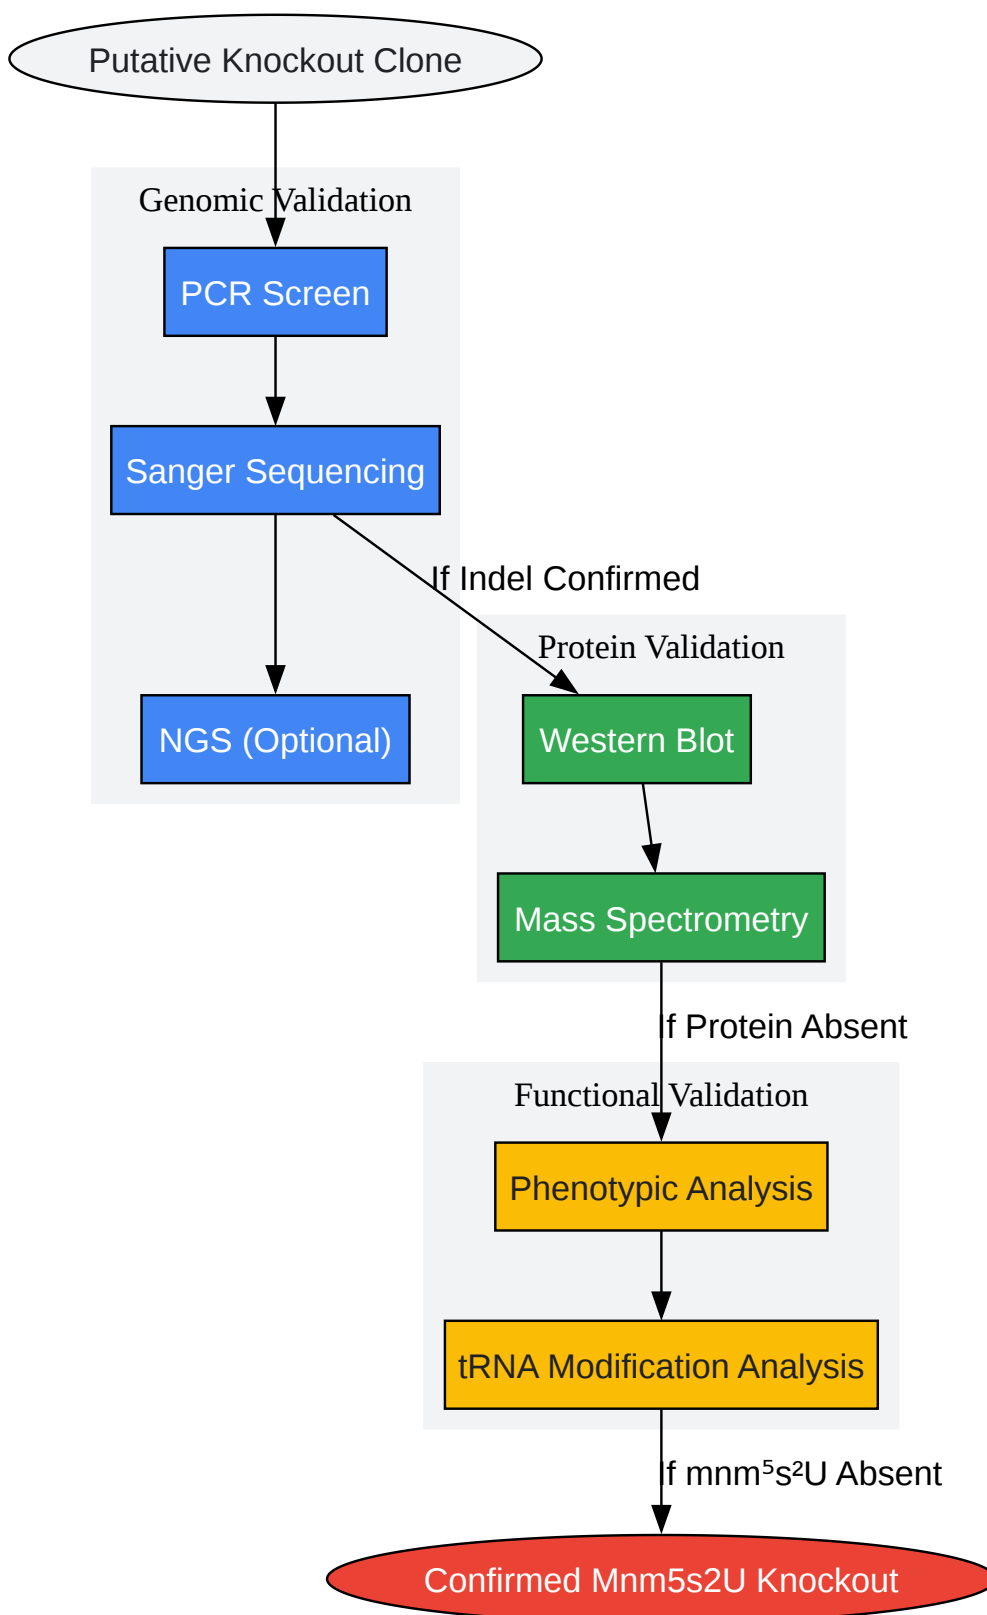 Putative Knockout Clone
Genomic Validation
PCR Screen
Sanger Sequencing
If Indel Confirmed
Protein Validation
NGS (Optional)
Western Blot
Mass Spectrometry
If Protein Absent
Functional Validation
Phenotypic Analysis
tRNA Modification Analysis
If mnm⁵s²U Absent
Confirmed Mnm5s2U Knockout